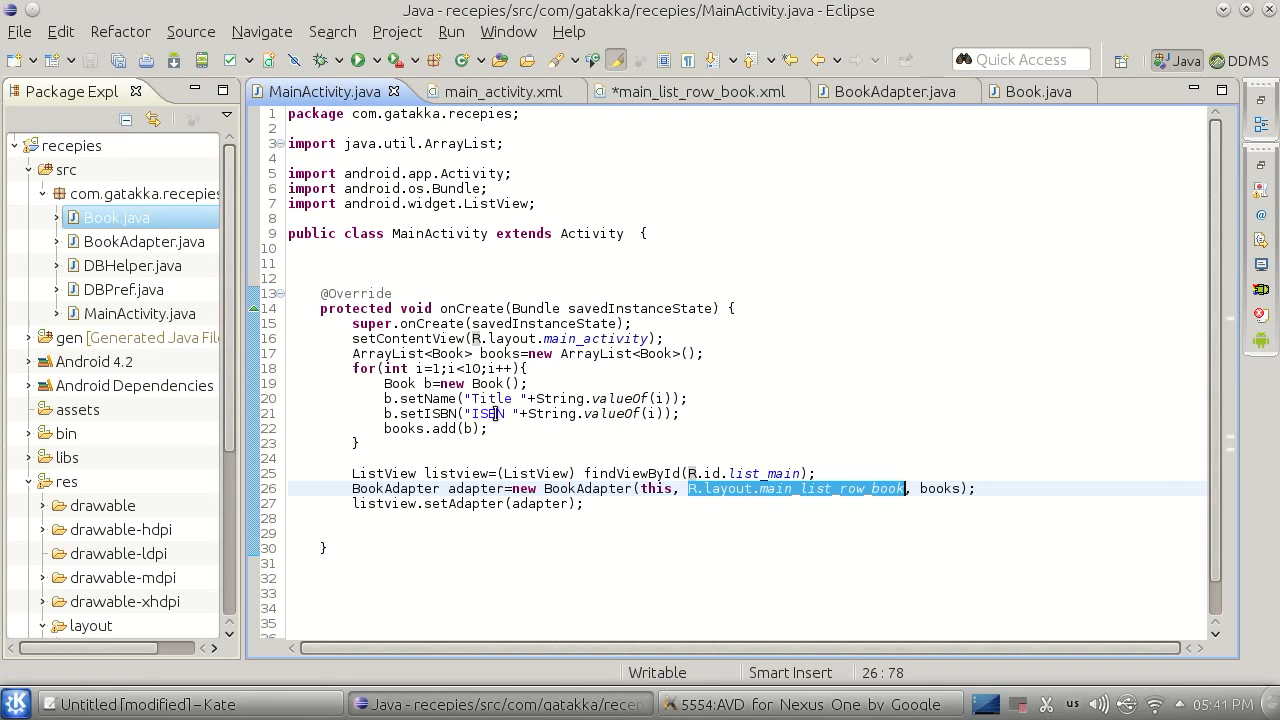 Java - recepies/src/com/gatakka/recepies/MainActivity.java - Eclipse
File Edit Refactor Source Navigate Search Project Run Window Help
Quick Access Java DDMS
Package Expl MainActivity.java main_activity.xml *main_list_row_book.xml BookAdapter.java Book.java
recepies
src
com.gatakka.recepies
Book.java
BookAdapter.java
DBHelper.java
DBPref.java
MainActivity.java
gen [Generated Java Fil
Android 4.2
Android Dependencies
assets
bin
libs
res
drawable
drawable-hdpi
drawable-ldpi
drawable-mdpi
drawable-xhdpi
layout
1 package com.gatakka.recepies;
2
3 import java.util.ArrayList;
4
5 import android.app.Activity;
6 import android.os.Bundle;
7 import android.widget.ListView;
8
9 public class MainActivity extends Activity {
10
11
12
13 @Override
14 protected void onCreate(Bundle savedInstanceState) {
15 super.onCreate(savedInstanceState);
16 setContentView(R.layout.main_activity);
17 ArrayList<Book> books=new ArrayList<Book>();
18 for(int i=1;i<10;i++){
19 Book b=new Book();
20 b.setName("Title "+String.valueOf(i));
21 b.setISBN("ISBN "+String.valueOf(i));
22 books.add(b);
23 }
24
25 ListView listview=(ListView) findViewById(R.id.list_main);
26 BookAdapter adapter=new BookAdapter(this, R.layout.main_list_row_book, books);
27 listview.setAdapter(adapter);
28
29
30 }
31
32
33
34
35
36
Writable Smart Insert 26 : 78
Untitled [modified] - Kate Java - recepies/src/com/gatakka/rece 5554:AVD for Nexus One by Google us 05:41 PM